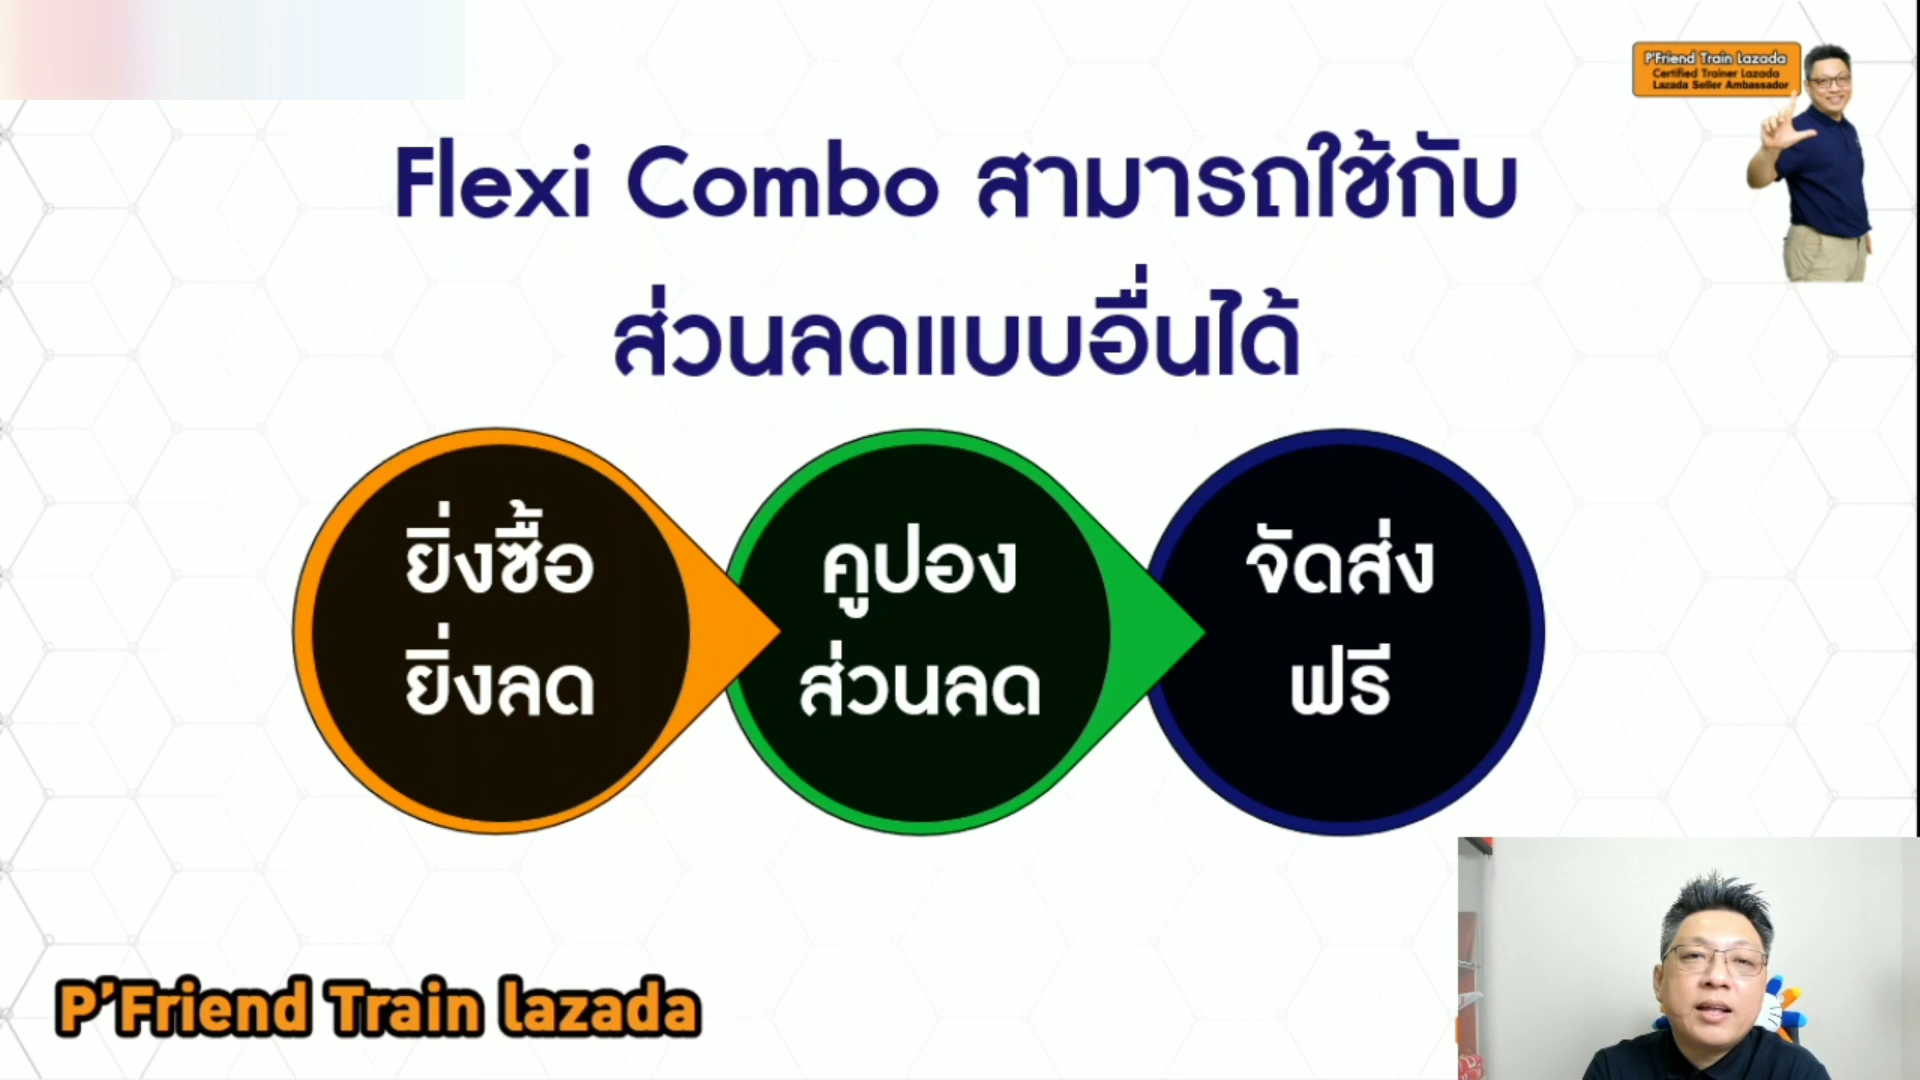 P'Friend Train Lazada
Certified Trainer Lazada
Lazada Seller Ambassador
Flexi Combo สามารถใช้กับ
ส่วนลดแบบอื่นได้
ยิ่งซื้อ
ยิ่งลด
คูปอง
ส่วนลด
จัดส่ง
ฟรี
P'Friend Train lazada